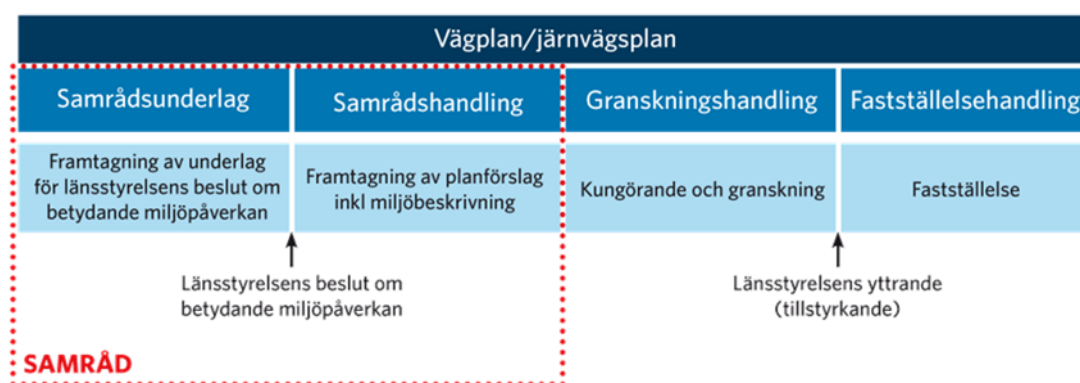 Vägplan/järnvägsplan
Samrådsunderlag
Samrådshandling
Granskningshandling
Fastställelsehandling
Framtagning av underlag
för länsstyrelsens beslut om
betydande miljöpåverkan
Framtagning av planförslag
inkl miljöbeskrivning
Kungörande och granskning
Fastställelse
Länsstyrelsens beslut om
betydande miljöpåverkan
Länsstyrelsens yttrande
(tillstyrkande)
SAMRÅD